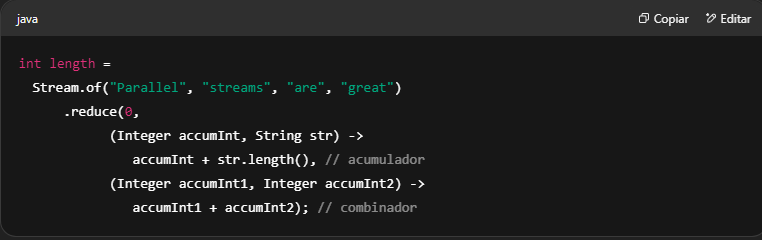 java
Copiar
Editar
int length =
  Stream.of("Parallel", "streams", "are", "great")
      .reduce(0,
            (Integer accumInt, String str) ->
               accumInt + str.length(), // acumulador
            (Integer accumInt1, Integer accumInt2) ->
               accumInt1 + accumInt2); // combinador